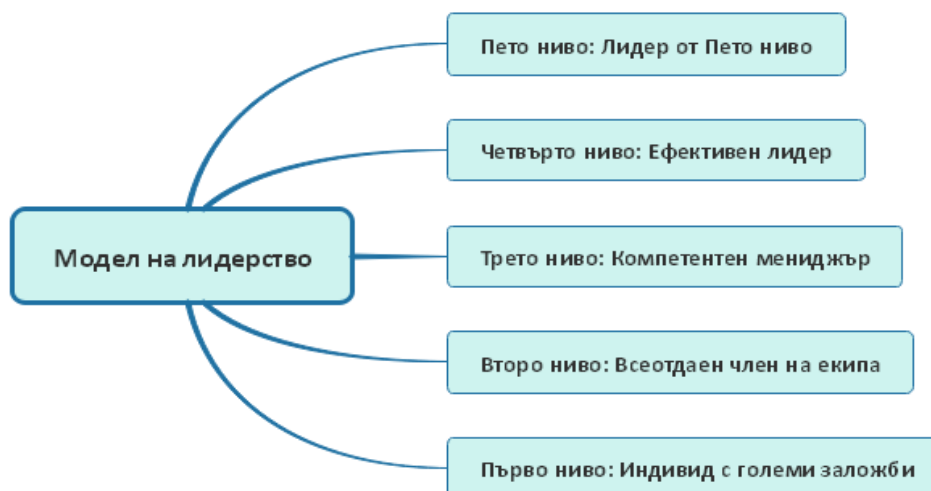 Пето ниво: Лидер от Пето ниво
Четвърто ниво: Ефективен лидер
Модел на лидерство
Трето ниво: Компетентен мениджър
Второ ниво: Всеотдаен член на екипа
Първо ниво: Индивид с големи заложби